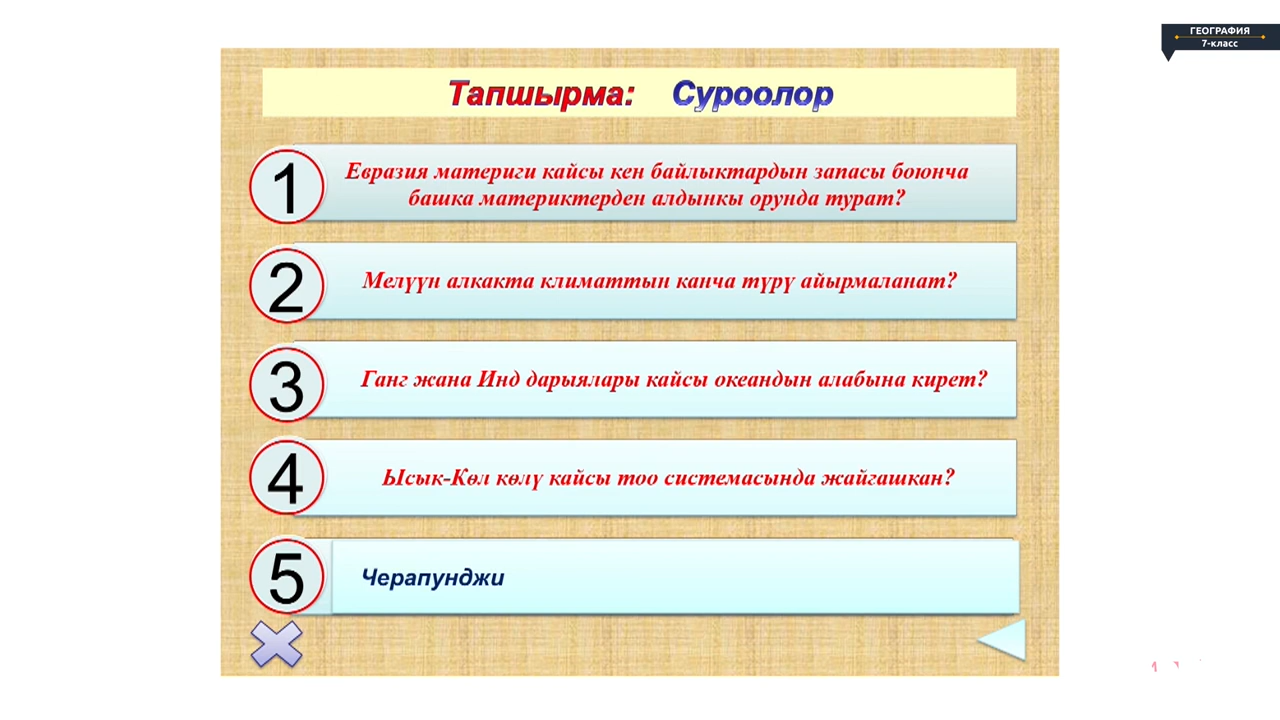 ГЕОГРАФИЯ
7-класс
Тапшырма: Суроолор
1
Евразия материги кайсы кен байлыктардын запасы боюнча
башка материктерден алдынкы орунда турат?
2
Мелүүн алкакта климаттын канча түрү айырмаланат?
3
Ганг жана Инд дарыялары кайсы океандын алабына кирет?
4
Ысык-Көл көлү кайсы тоо системасында жайгашкан?
5
Черапунджи